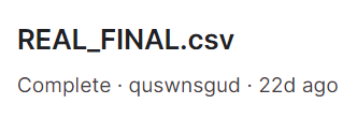 REAL_FINAL.csv
Complete · quswnsgud · 22d ago